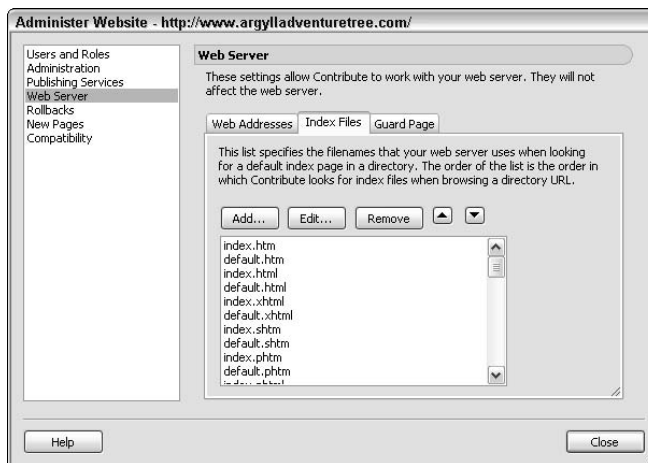 Administer Website - http://www.argylladventuretree.com/
Users and Roles
Administration
Publishing Services
Web Server
Rollbacks
New Pages
Compatibility
Web Server
These settings allow Contribute to work with your web server. They will not
affect the web server.
Web Addresses
Index Files
Guard Page
This list specifies the filenames that your web server uses when looking
for a default index page in a directory. The order of the list is the order in
which Contribute looks for index files when browsing a directory URL.
Add...
Edit...
Remove
index.htm
default.htm
index.html
default.html
index.xhtml
default.xhtml
index.shtm
default.shtm
index.phtm
default.phtm
Help
Close